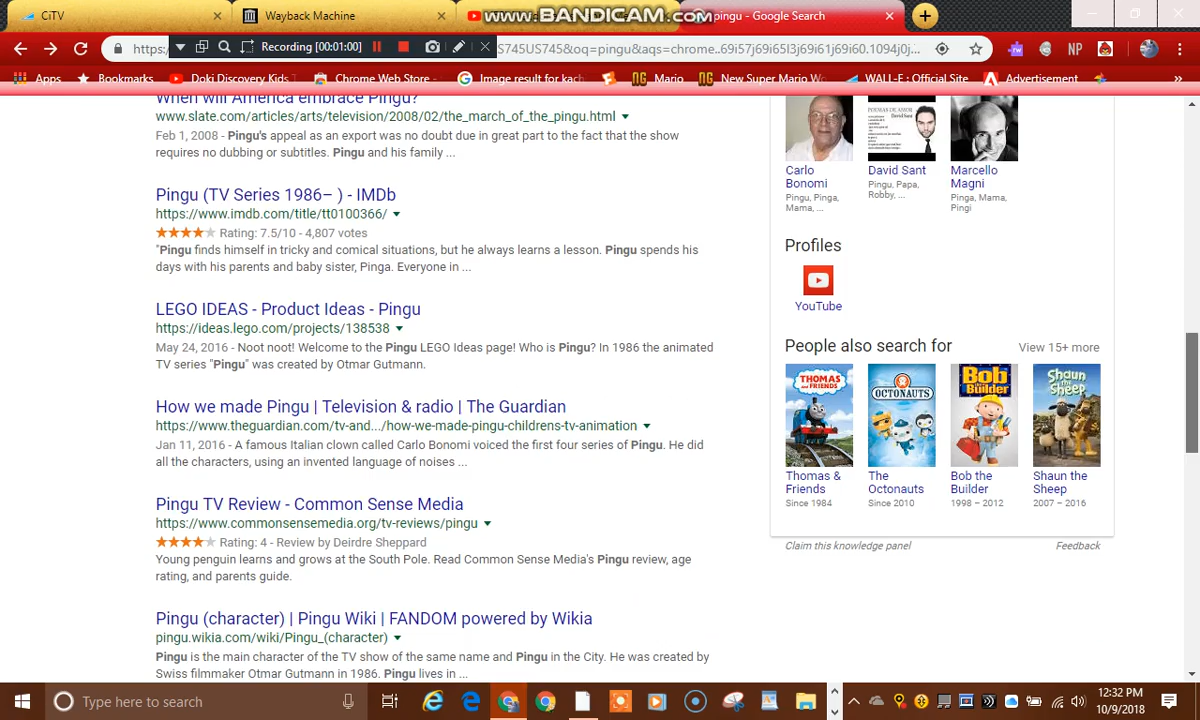 CiTV
Wayback Machine
www.BANDICAM.com
pingu - Google Search
https:
Recording [00:01:00]
S745US745&oq=pingu&aqs=chrome..69i57j69i65l3j69i61j69i60.1094j0j...
Apps
Bookmarks
Doki Discovery Kids
Chrome Web Store -
Image result for kach
Mario
New Super Mario Wo
WALL-E : Official Site
Advertisement
»
When will America embrace Pingu?
www.slate.com/articles/arts/television/2008/02/the_march_of_the_pingu.html
Feb 1, 2008 - Pingu's appeal as an export was no doubt due in great part to the fact that the show
requires no dubbing or subtitles. Pingu and his family ...
Pingu (TV Series 1986– ) - IMDb
https://www.imdb.com/title/tt0100366/
Rating: 7.5/10 - 4,807 votes
"Pingu finds himself in tricky and comical situations, but he always learns a lesson. Pingu spends his
days with his parents and baby sister, Pinga. Everyone in ...
LEGO IDEAS - Product Ideas - Pingu
https://ideas.lego.com/projects/138538
May 24, 2016 - Noot noot! Welcome to the Pingu LEGO Ideas page! Who is Pingu? In 1986 the animated
TV series "Pingu" was created by Otmar Gutmann.
How we made Pingu | Television & radio | The Guardian
https://www.theguardian.com/tv-and.../how-we-made-pingu-childrens-tv-animation
Jan 11, 2016 - A famous Italian clown called Carlo Bonomi voiced the first four series of Pingu. He did
all the characters, using an invented language of noises ...
Pingu TV Review - Common Sense Media
https://www.commonsensemedia.org/tv-reviews/pingu
Rating: 4 - Review by Deirdre Sheppard
Young penguin learns and grows at the South Pole. Read Common Sense Media's Pingu review, age
rating, and parents guide.
Pingu (character) | Pingu Wiki | FANDOM powered by Wikia
pingu.wikia.com/wiki/Pingu_(character)
Pingu is the main character of the TV show of the same name and Pingu in the City. He was created by
Swiss filmmaker Otmar Gutmann in 1986. Pingu lives in ...
Carlo
Bonomi
Pingu, Pinga,
Mama, ...
David Sant
Pingu, Papa,
Robby, ...
Marcello
Magni
Pinga, Mama,
Pingi
Profiles
YouTube
People also search for
View 15+ more
THOMAS
OCTONAUTS
Bob the
Builder
Shaun the
Sheep
Thomas &
Friends
Since 1984
The
Octonauts
Since 2010
Bob the
Builder
1998 – 2012
Shaun the
Sheep
2007 – 2016
Claim this knowledge panel
Feedback
Type here to search
12:32 PM
10/9/2018